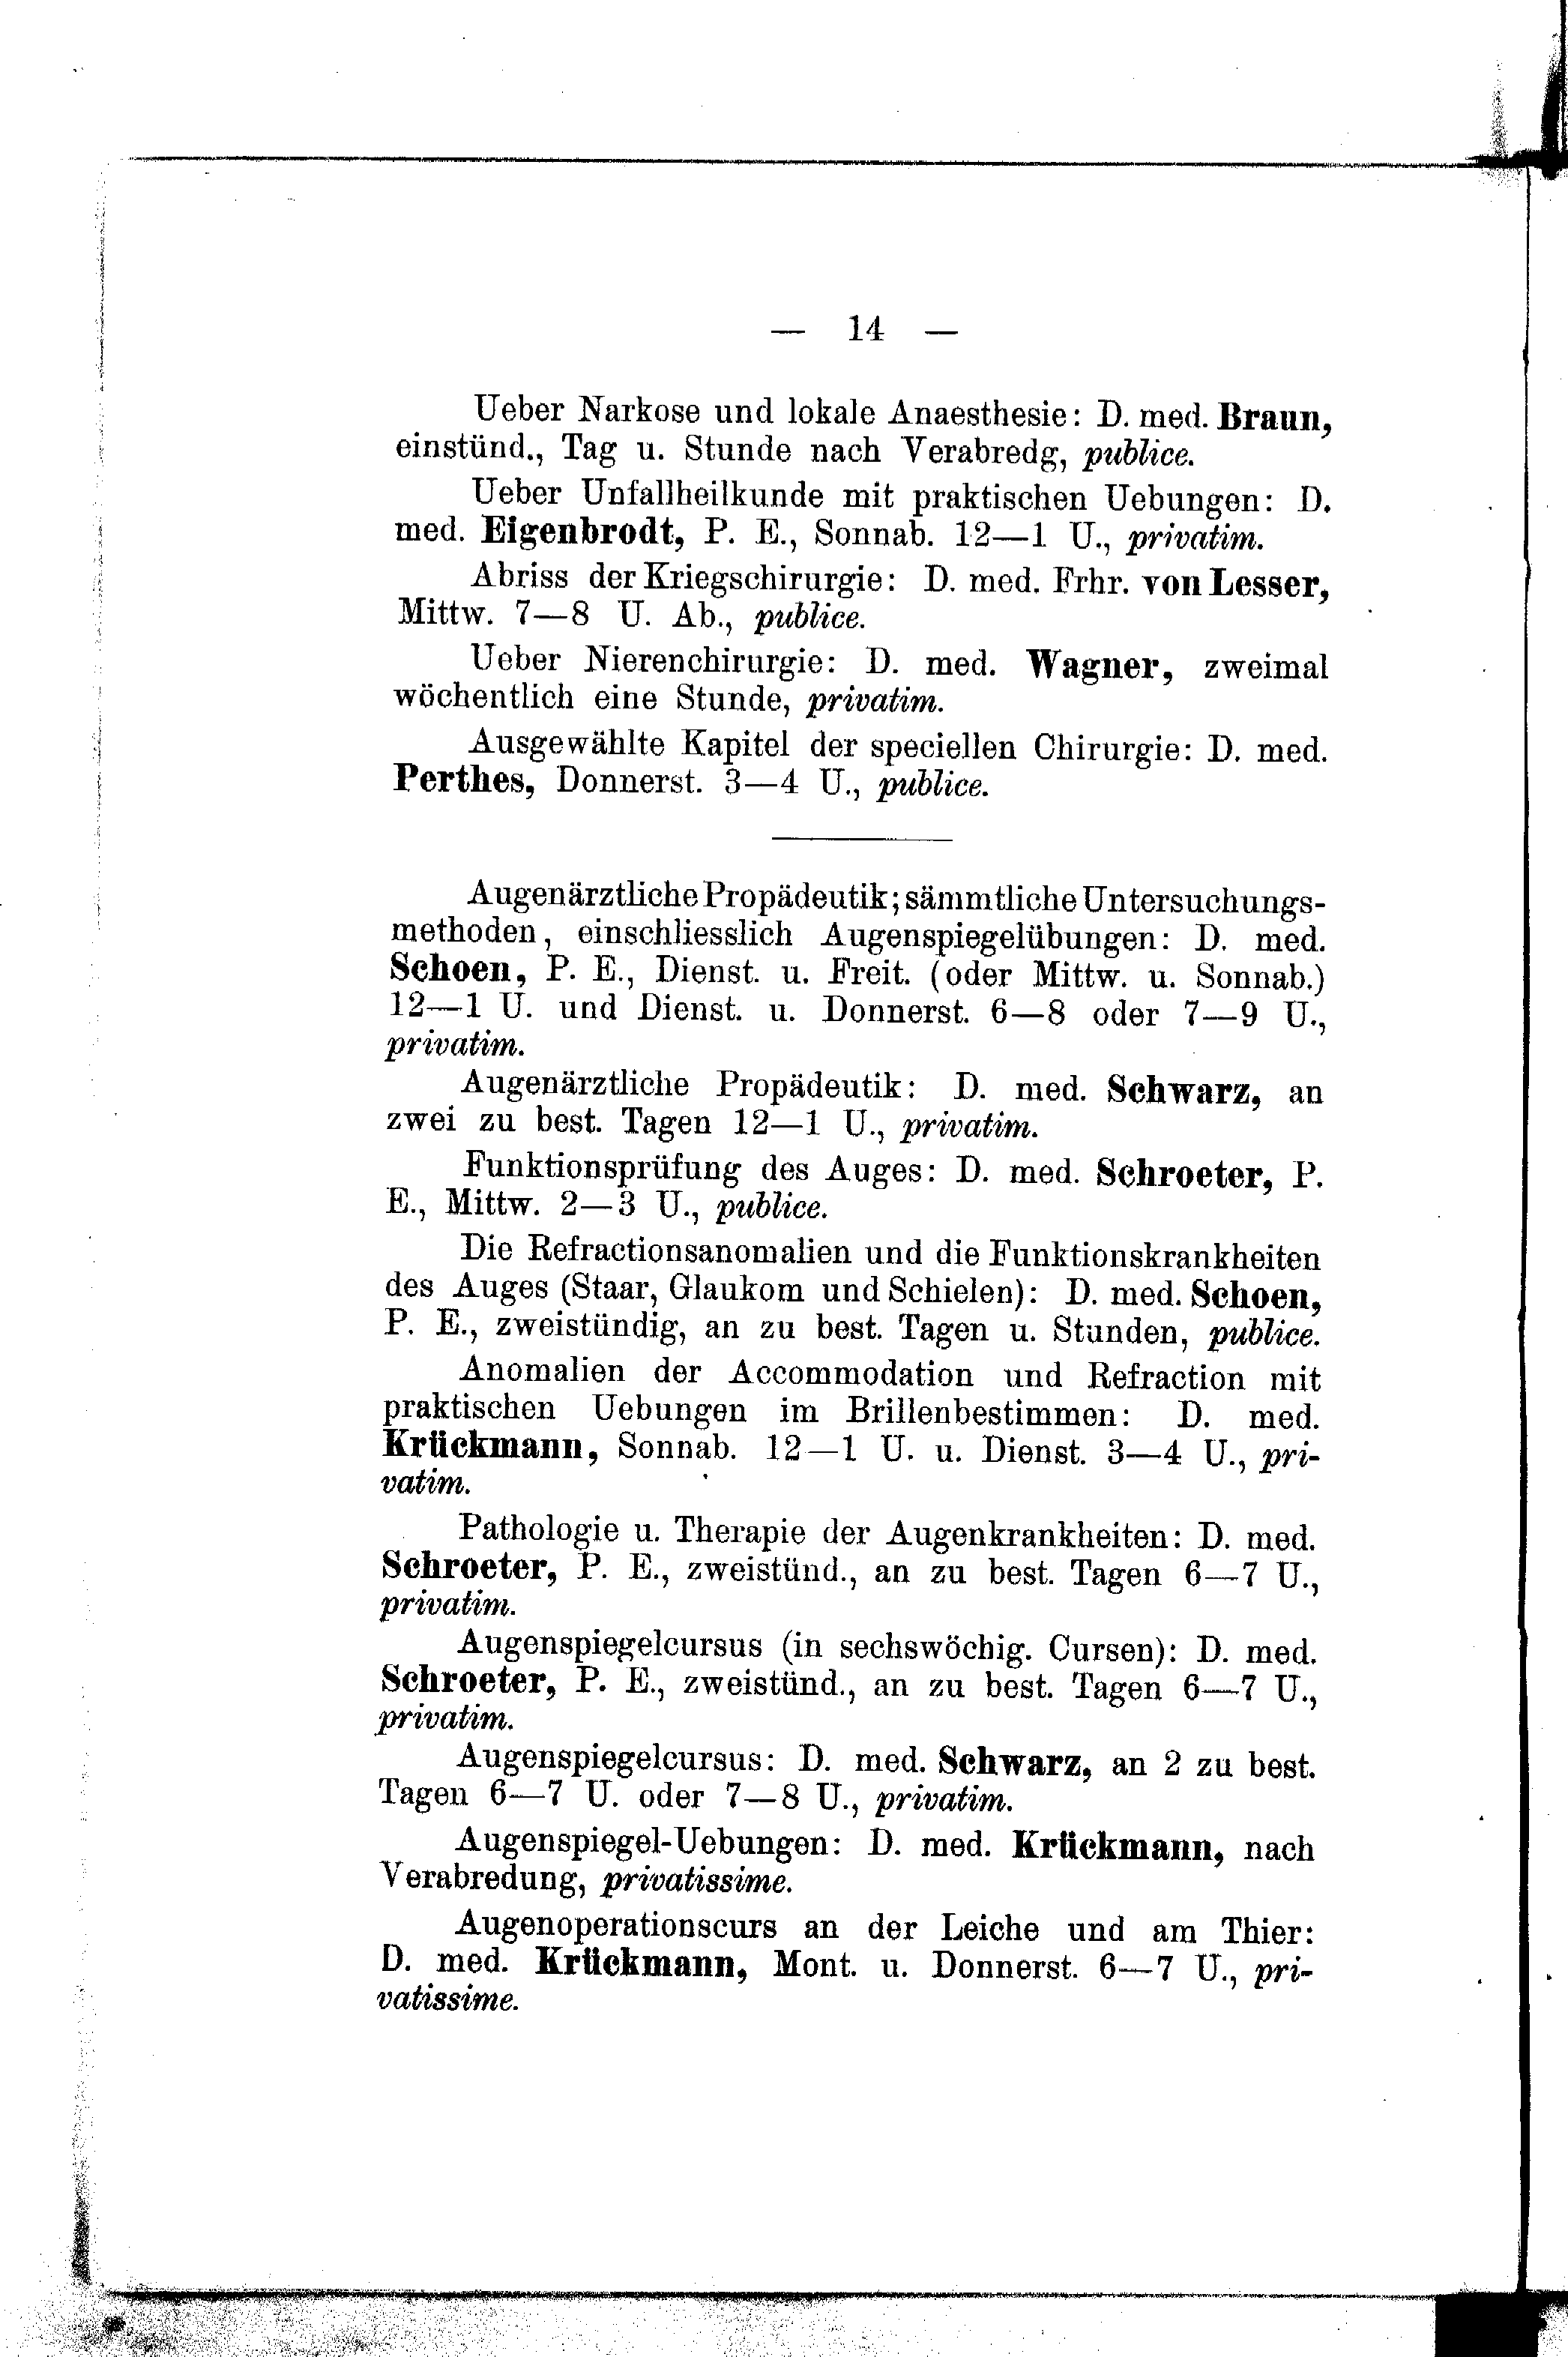 — 14 —
Ueber Narkose und lokale Anaesthesie: D. med. Braun,
einstünd., Tag u. Stunde nach Verabredg, publice.
Ueber Unfallheilkunde mit praktischen Uebungen: D.
med. Eigenbrodt, P. E., Sonnab. 12—1 U., privatim.
Abriss der Kriegschirurgie: D. med. Frhr. von Lesser,
Mittw. 7—8 U. Ab., publice.
Ueber Nierenchirurgie: D. med. Wagner, zweimal
wöchentlich eine Stunde, privatim.
Ausgewählte Kapitel der speciellen Chirurgie: D. med.
Perthes, Donnerst. 3—4 U., publice.
Augenärztliche Propädeutik; sämmtliche Untersuchungs-
methoden, einschliesslich Augenspiegelübungen: D. med.
Schoen, P. E., Dienst. u. Freit. (oder Mittw. u. Sonnab.)
12—1 U. und Dienst. u. Donnerst. 6—8 oder 7—9 U.,
privatim.
Augenärztliche Propädeutik: D. med. Schwarz, an
zwei zu best. Tagen 12—1 U., privatim.
Funktionsprüfung des Auges: D. med. Schroeter, P.
E., Mittw. 2—3 U., publice.
Die Refractionsanomalien und die Funktionskrankheiten
des Auges (Staar, Glaukom und Schielen): D. med. Schoen,
P. E., zweistündig, an zu best. Tagen u. Stunden, publice.
Anomalien der Accommodation und Refraction mit
praktischen Uebungen im Brillenbestimmen: D. med.
Krückmann, Sonnab. 12—1 U. u. Dienst. 3—4 U., pri-
vatim.
Pathologie u. Therapie der Augenkrankheiten: D. med.
Schroeter, P. E., zweistünd., an zu best. Tagen 6—7 U.,
privatim.
Augenspiegelcursus (in sechswöchig. Cursen): D. med.
Schroeter, P. E., zweistünd., an zu best. Tagen 6—7 U.,
privatim.
Augenspiegelcursus: D. med. Schwarz, an 2 zu best.
Tagen 6—7 U. oder 7—8 U., privatim.
Augenspiegel-Uebungen: D. med. Krückmann, nach
Verabredung, privatissime.
Augenoperationscurs an der Leiche und am Thier:
D. med. Krückmann, Mont. u. Donnerst. 6—7 U., pri-
vatissime.